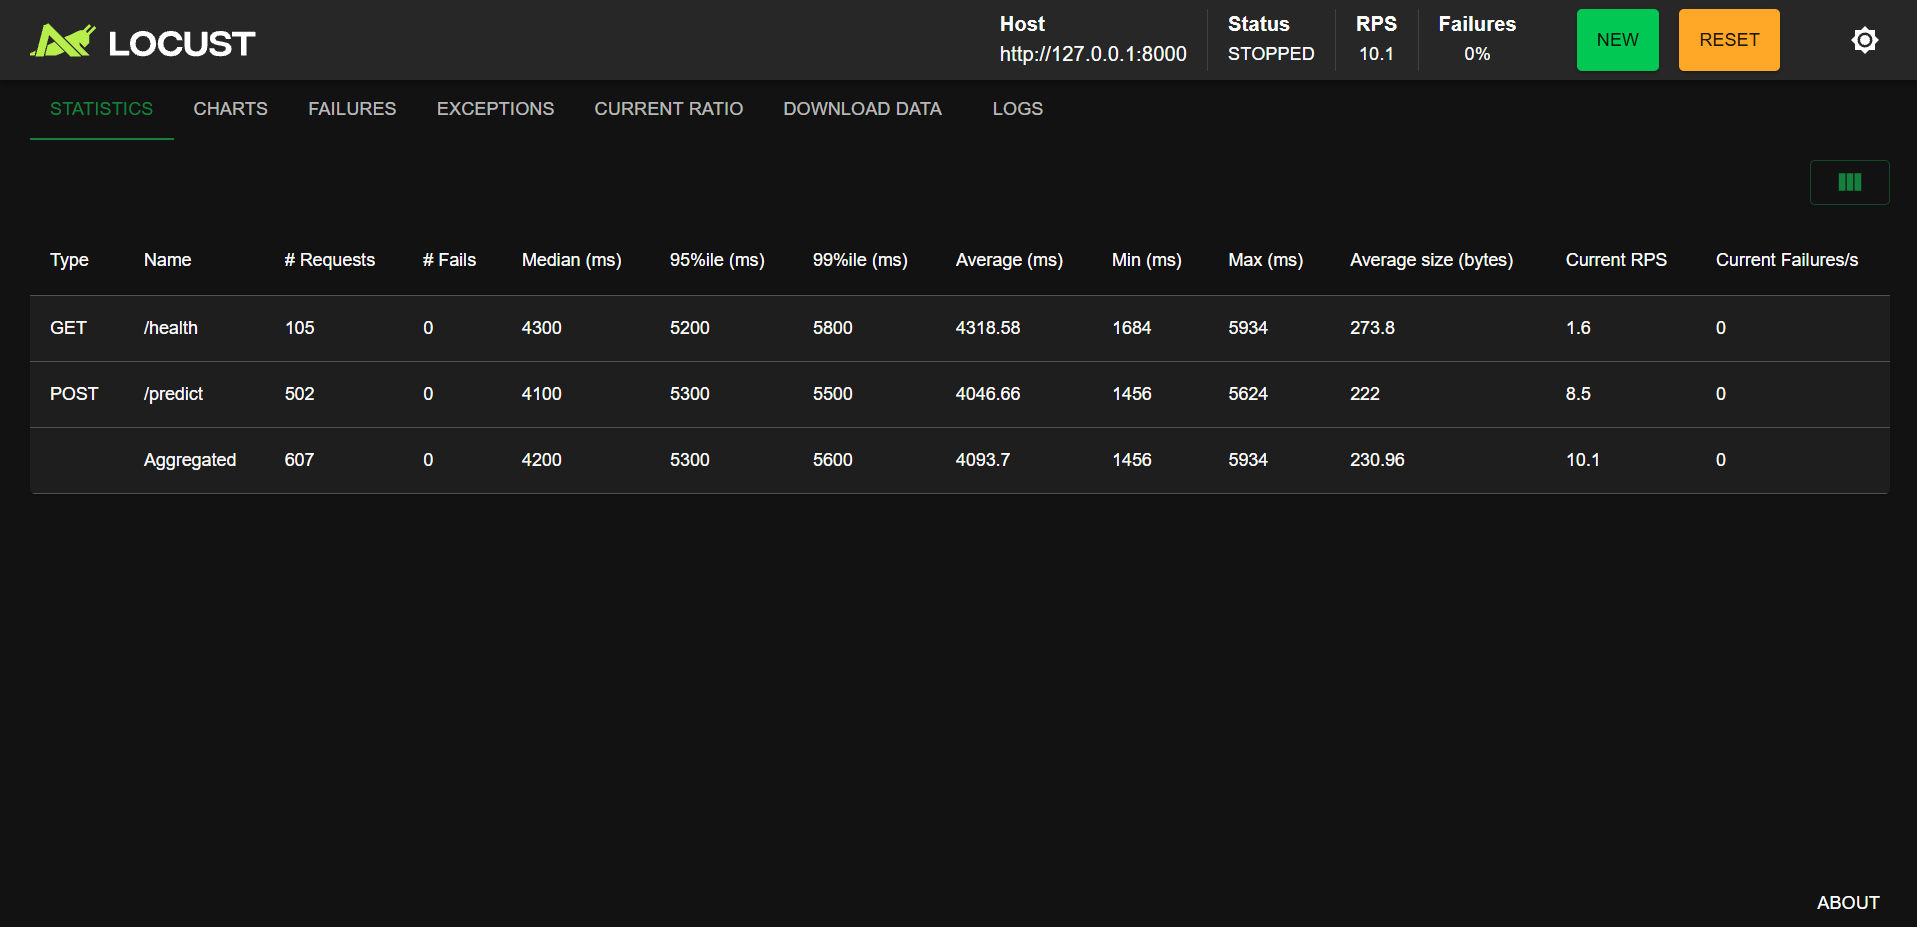 LOCUST
Host
http://127.0.0.1:8000
Status
STOPPED
RPS
10.1
Failures
0%
NEW
RESET
STATISTICS CHARTS FAILURES EXCEPTIONS CURRENT RATIO DOWNLOAD DATA LOGS
Type Name # Requests # Fails Median (ms) 95%ile (ms) 99%ile (ms) Average (ms) Min (ms) Max (ms) Average size (bytes) Current RPS Current Failures/s
GET /health 105 0 4300 5200 5800 4318.58 1684 5934 273.8 1.6 0
POST /predict 502 0 4100 5300 5500 4046.66 1456 5624 222 8.5 0
Aggregated 607 0 4200 5300 5600 4093.7 1456 5934 230.96 10.1 0
ABOUT